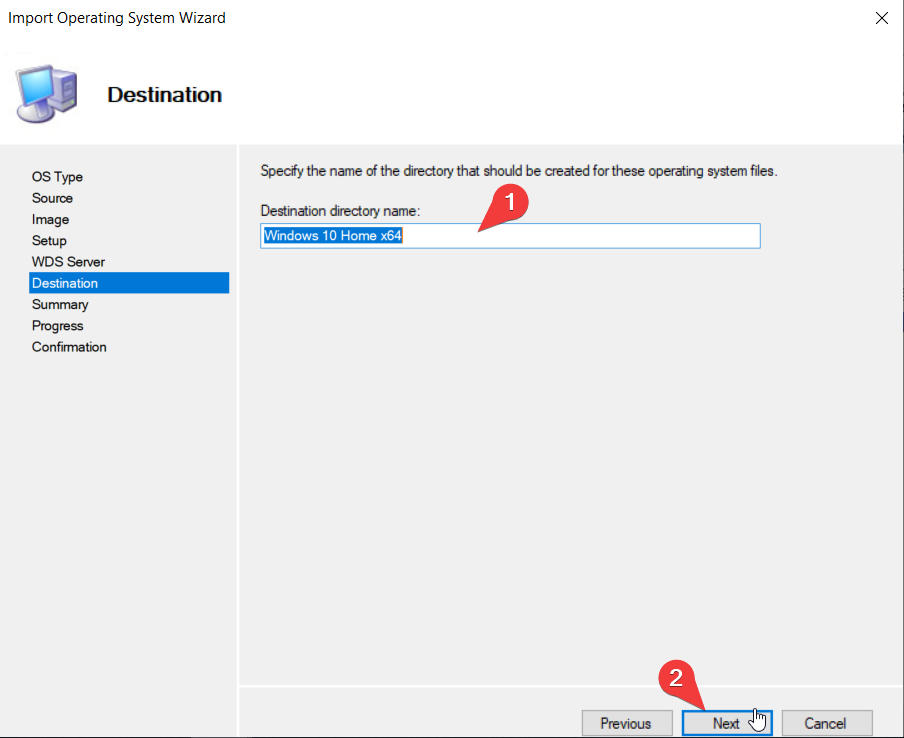 Import Operating System Wizard
Destination
OS Type
Source
Image
Setup
WDS Server
Destination
Summary
Progress
Confirmation
Specify the name of the directory that should be created for these operating system files.
Destination directory name:
1
Windows 10 Home x64
2
Previous
Next
Cancel